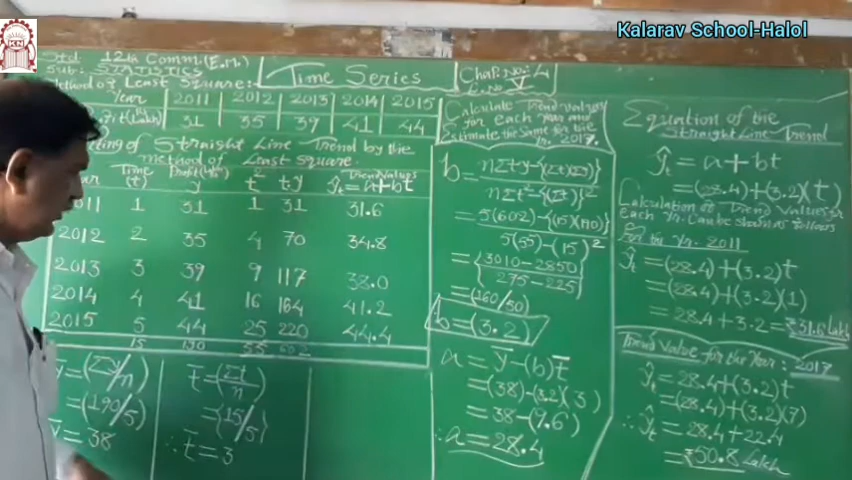 Kalarav School-Halol
KN
Std 12th Comm.(E.M.)
Sub: STATISTICS
Method of Least Square:
Time Series
Chap. No: 4
Year 2011 2012 2013 2014 2015
(Lakh) 31 35 39 41 44
Fitting of Straight Line Trend by the
method of Least square.
Time (t) Profit y t² t.y Trend Values ŷt = a+bt
2011 1 31 1 31 31.6
2012 2 35 4 70 34.8
2013 3 39 9 117 38.0
2014 4 41 16 164 41.2
2015 5 44 25 220 44.4
15 190 55 602
ȳ = (Σy/n)
= (190/5)
ȳ = 38
t̄ = (Σt/n)
= (15/5)
∴ t̄ = 3
Calculate Trend values
for each Year and
Estimate the same for the
Yr. 2017.
b = nΣty-{(Σt)(Σy)}
nΣt²-{(Σt)}²
= 5(602)-{(15)(190)}
5(55)-(15)²
= {3010-2850
275-225}
= (160/50)
b=(3.2)
a = ȳ-(b)t̄
= (38)-(3.2)(3)
= 38-(9.6)
∴ a = 28.4
Equation of the
Straight Line Trend
ŷt = a+bt
= (28.4)+(3.2)(t)
Calculation of Trend Values for
each Yr. Can be shown as follows
For the Yr. 2011
ŷt = (28.4)+(3.2)t
= (28.4)+(3.2)(1)
= 28.4+3.2 = ₹31.6 Lakh
Trend Value for the Year: 2017
ŷt = 28.4+(3.2)t
= (28.4)+(3.2)(7)
∴ ŷt = 28.4+22.4
= ₹50.8 Lakh